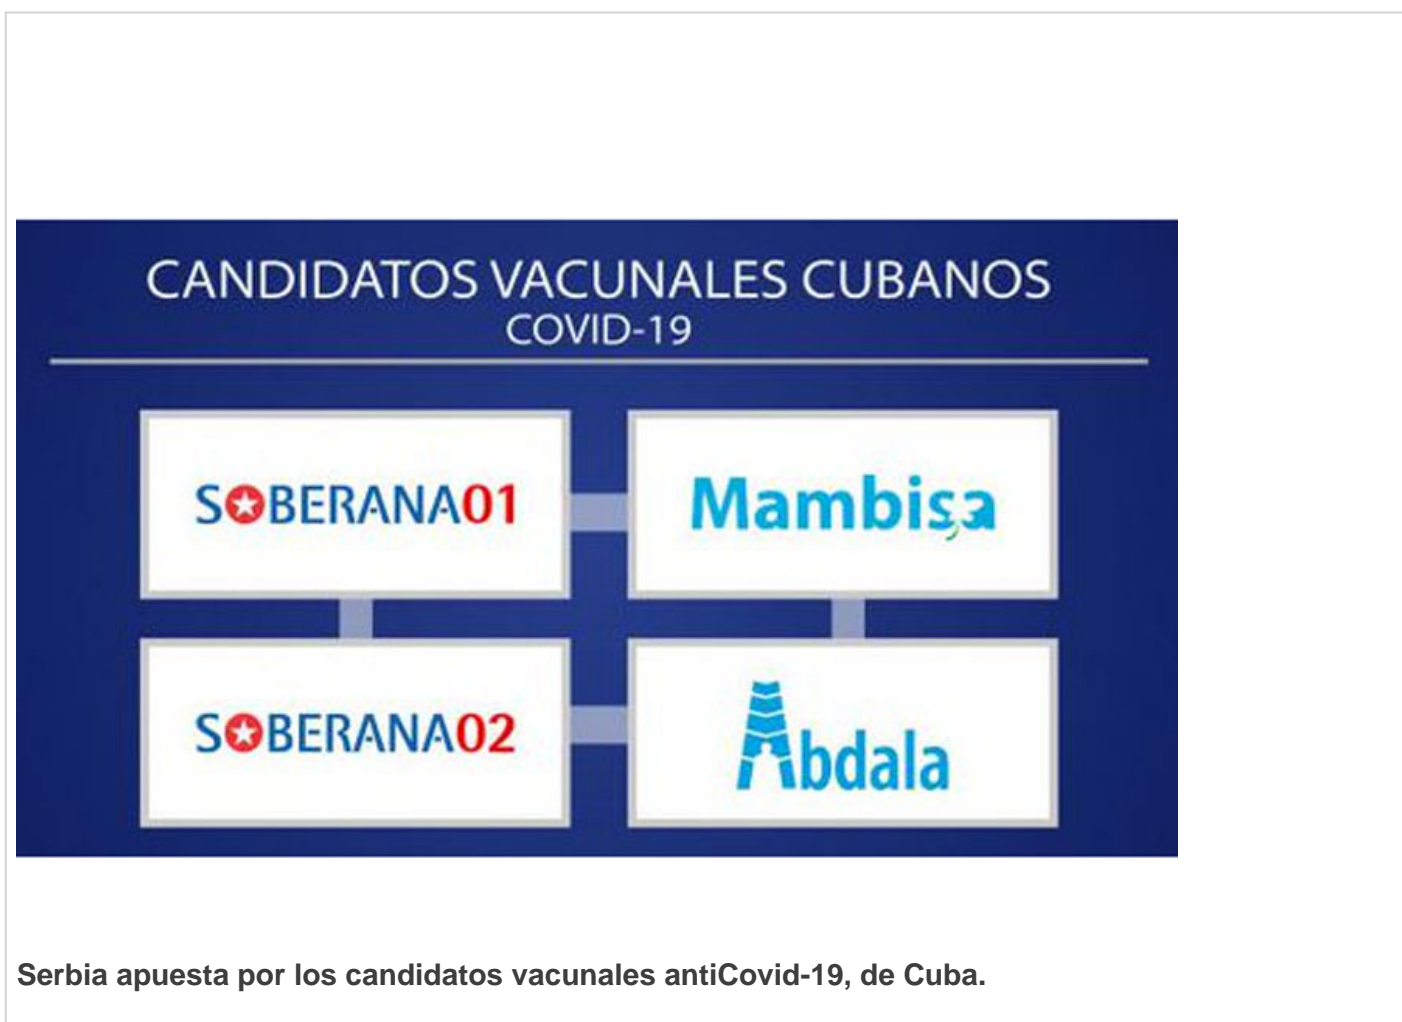 CANDIDATOS VACUNALES CUBANOS
COVID-19
SOBERANA01
Mambisa
SOBERANA02
Abdala
Serbia apuesta por los candidatos vacunales antiCovid-19, de Cuba.